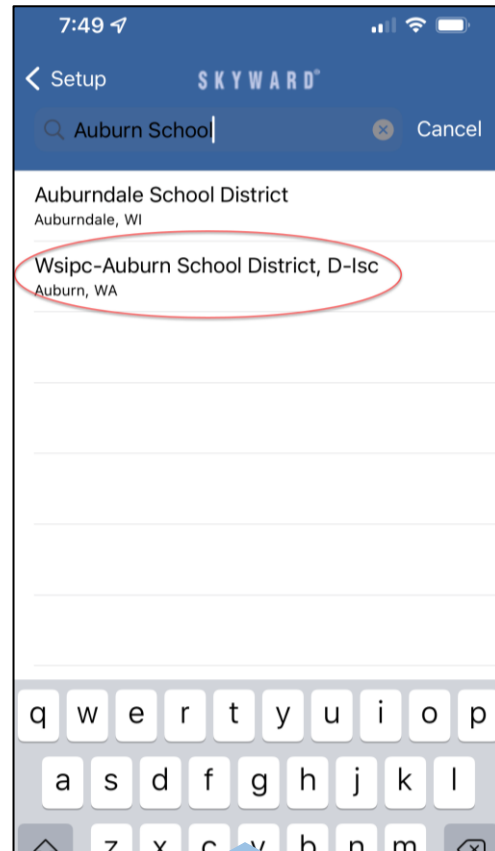 7:49
Setup SKYWARD®
Auburn School Cancel
Auburndale School District
Auburndale, WI
Wsipc-Auburn School District, D-Isc
Auburn, WA
q w e r t y u i o p
a s d f g h j k l
z x c v b n m